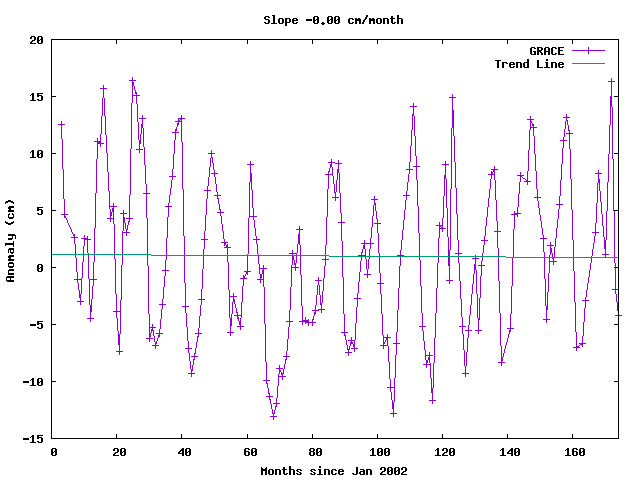 Slope -0.00 cm/month
GRACE
Trend Line
20
15
10
5
0
-5
-10
-15
Anomaly (cm)
0 20 40 60 80 100 120 140 160
Months since Jan 2002